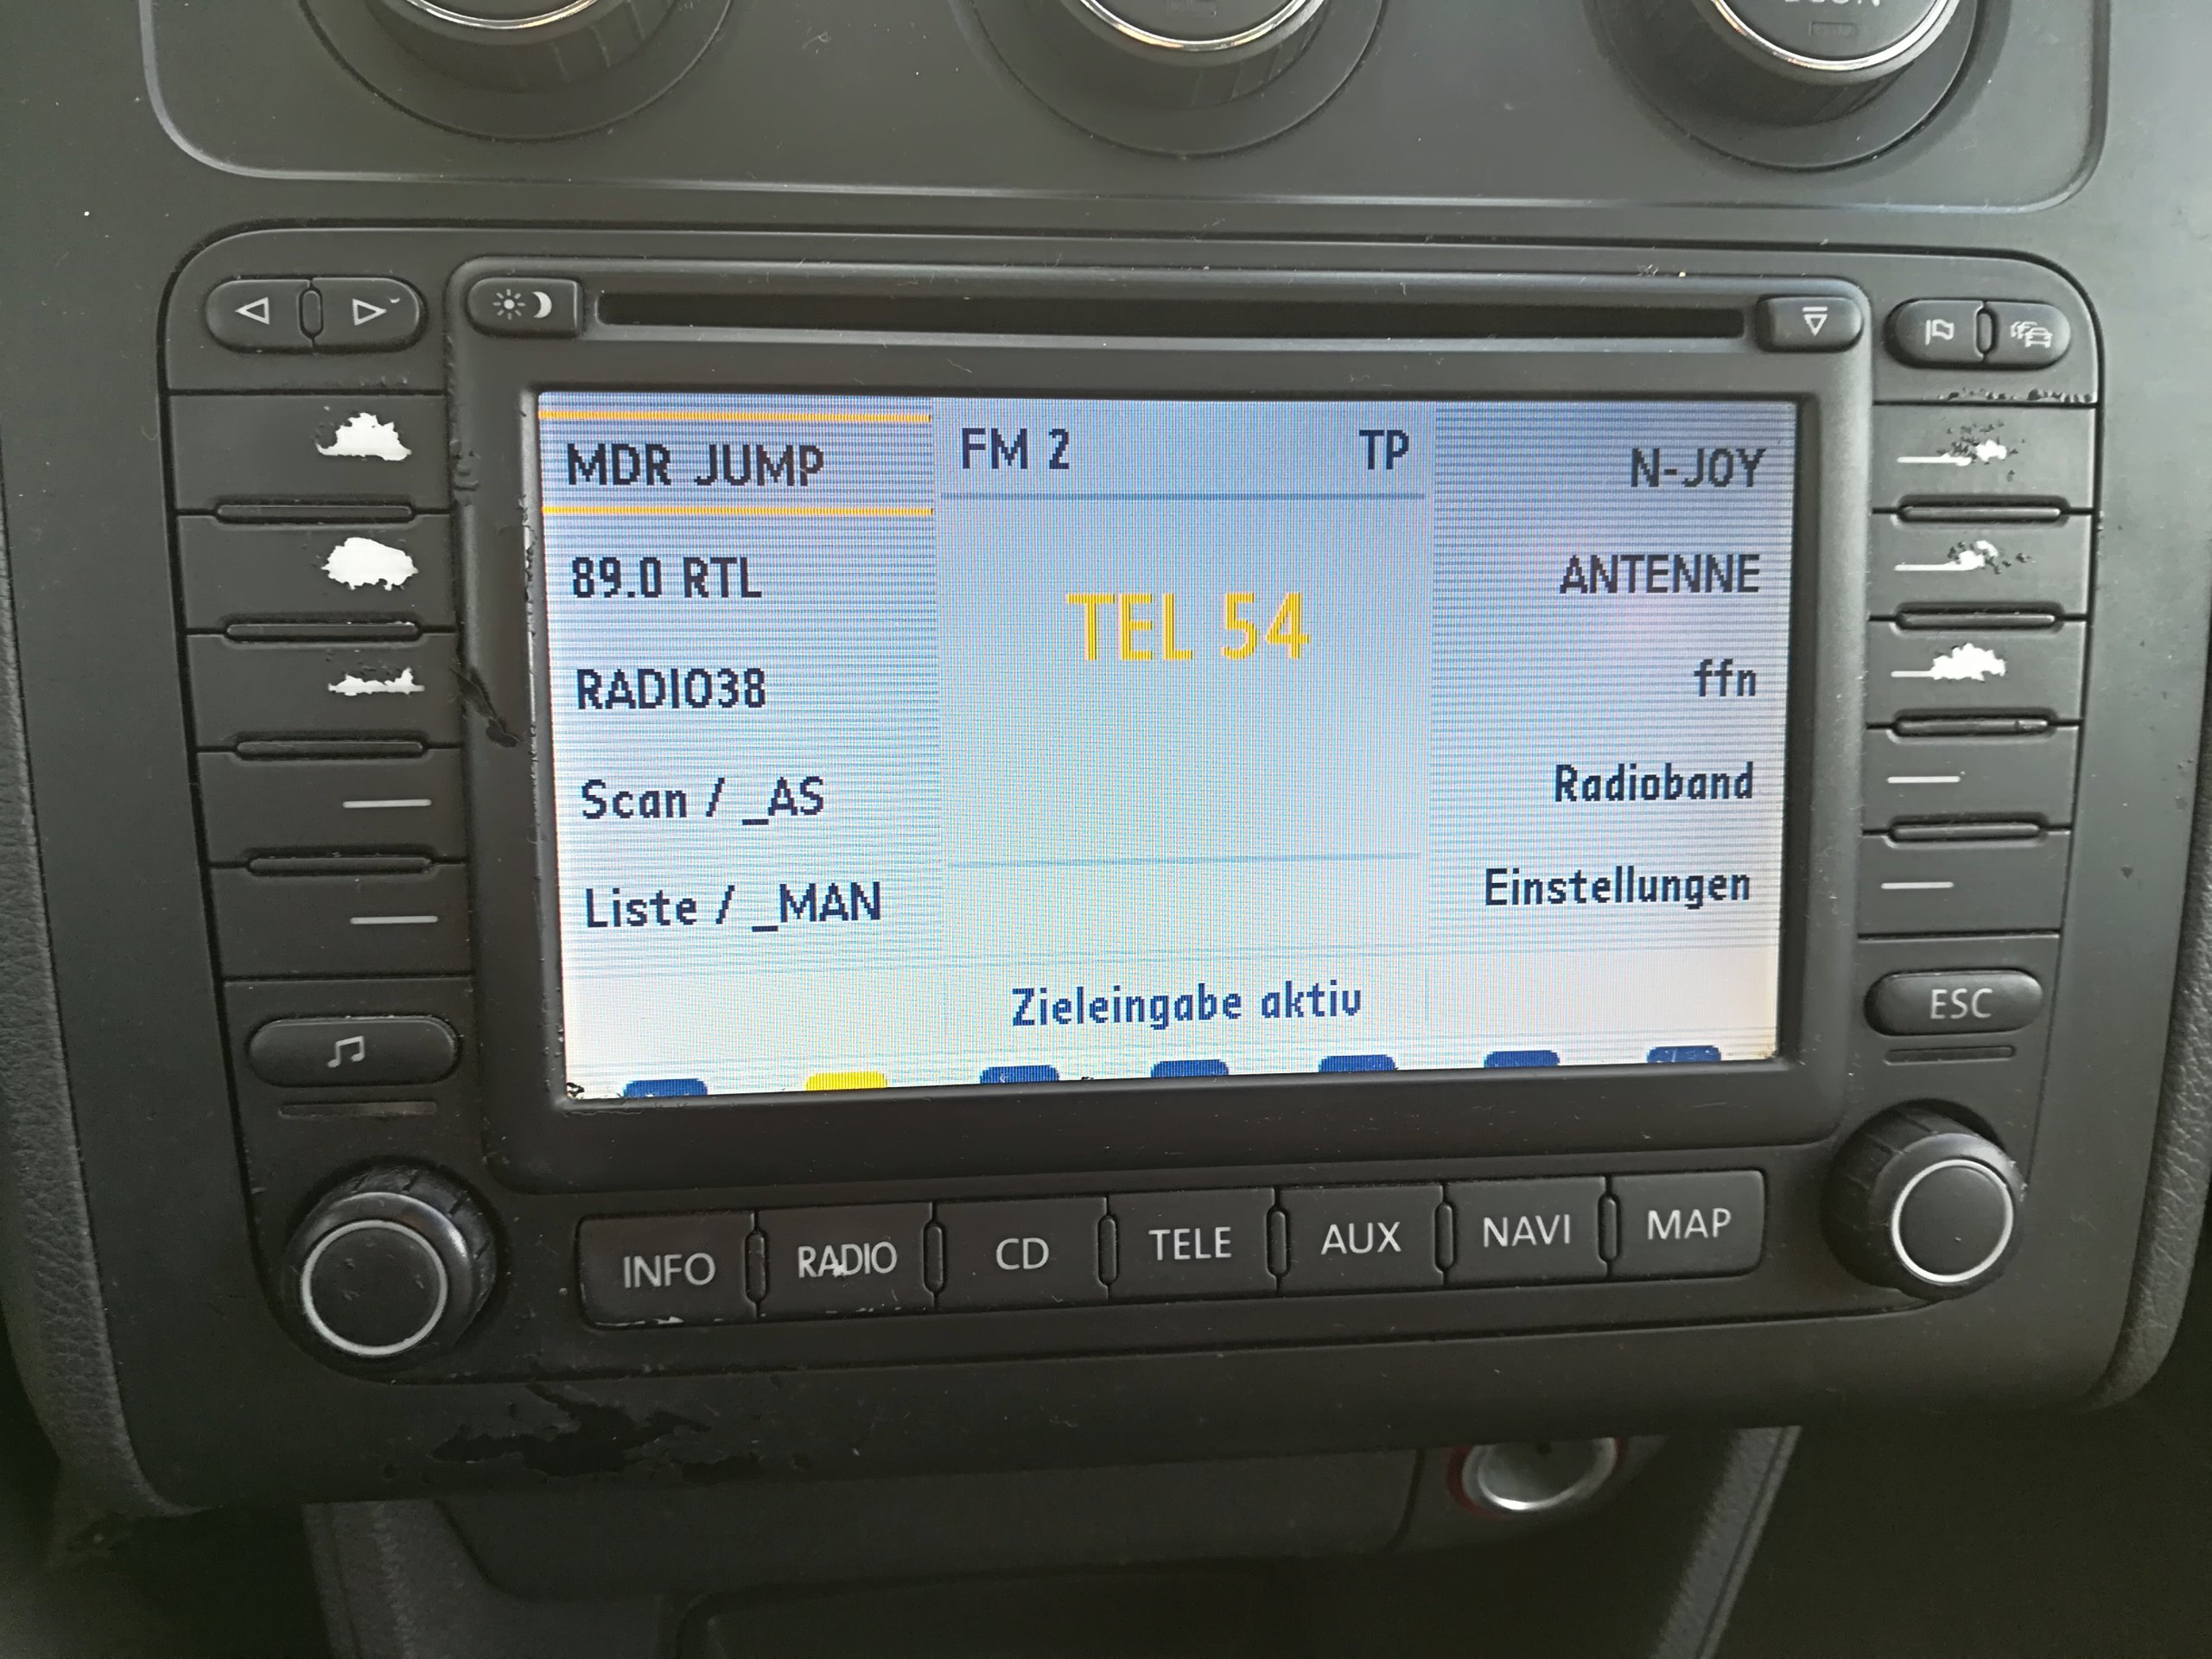 MDR JUMP
FM 2
TP
N-JOY
89.0 RTL
TEL 54
ANTENNE
RADIO38
ffn
Scan / _AS
Radioband
Liste / _MAN
Einstellungen
Zieleingabe aktiv
ESC
INFO
RADIO
CD
TELE
AUX
NAVI
MAP